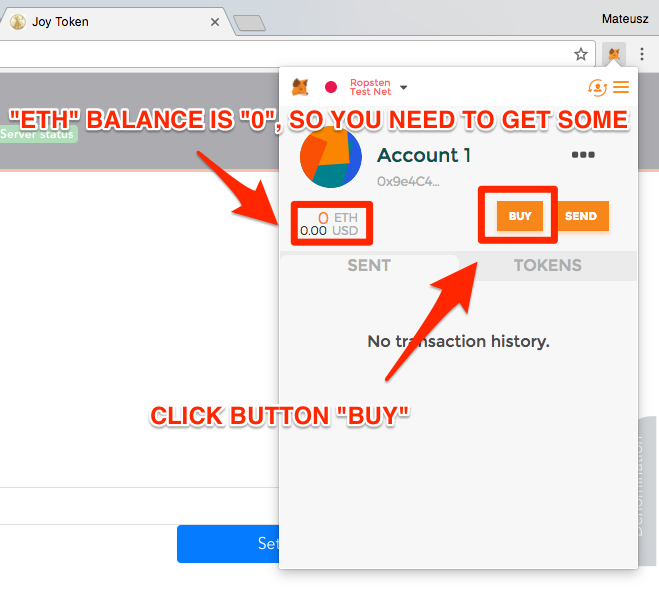 Joy Token
Mateusz
Ropsten
Test Net
"ETH" BALANCE IS "0", SO YOU NEED TO GET SOME
Server status
Account 1
0x9e4C4...
0 ETH
0.00 USD
BUY
SEND
SENT
TOKENS
No transaction history.
CLICK BUTTON "BUY"
Denomination
Set